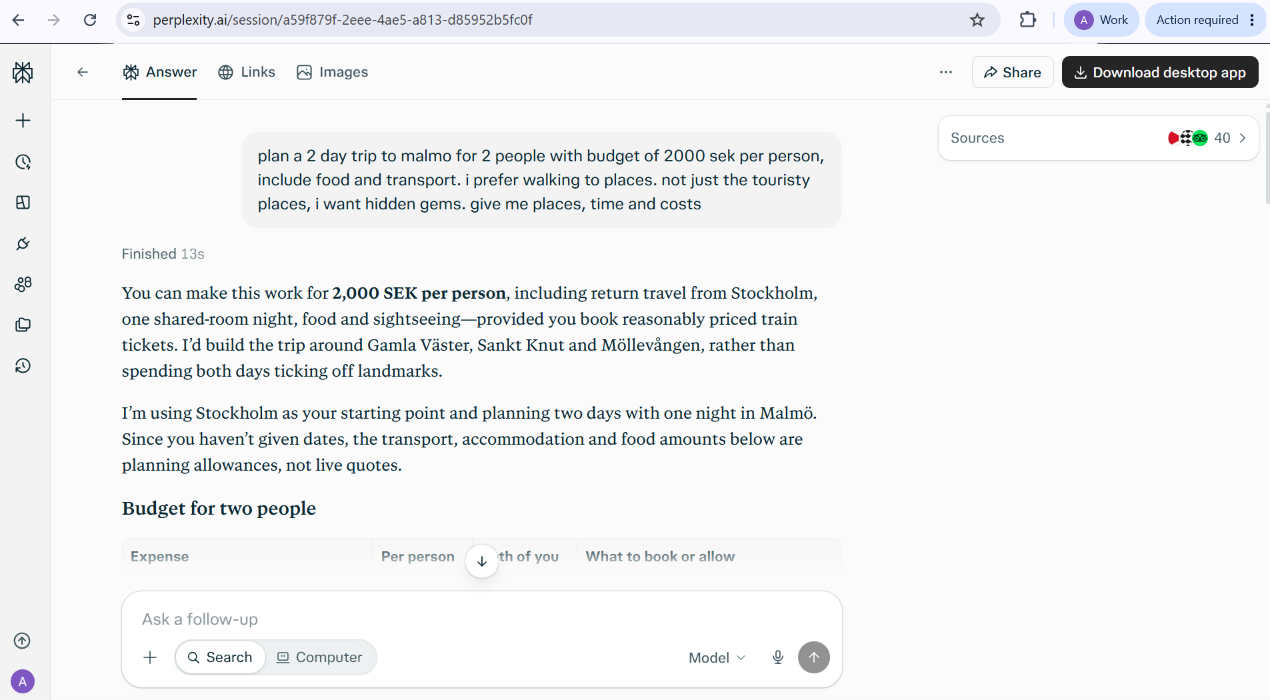 perplexity.ai/session/a59f879f-2eee-4ae5-a813-d85952b5fc0f
A Work
Action required
Answer
Links
Images
Share
Download desktop app
plan a 2 day trip to malmo for 2 people with budget of 2000 sek per person,
include food and transport. i prefer walking to places. not just the touristy
places, i want hidden gems. give me places, time and costs
Sources
40
Finished 13s
You can make this work for 2,000 SEK per person, including return travel from Stockholm,
one shared-room night, food and sightseeing—provided you book reasonably priced train
tickets. I’d build the trip around Gamla Väster, Sankt Knut and Möllevången, rather than
spending both days ticking off landmarks.
I’m using Stockholm as your starting point and planning two days with one night in Malmö.
Since you haven’t given dates, the transport, accommodation and food amounts below are
planning allowances, not live quotes.
Budget for two people
Expense
Per person
of you
What to book or allow
Ask a follow-up
Search
Computer
Model
A